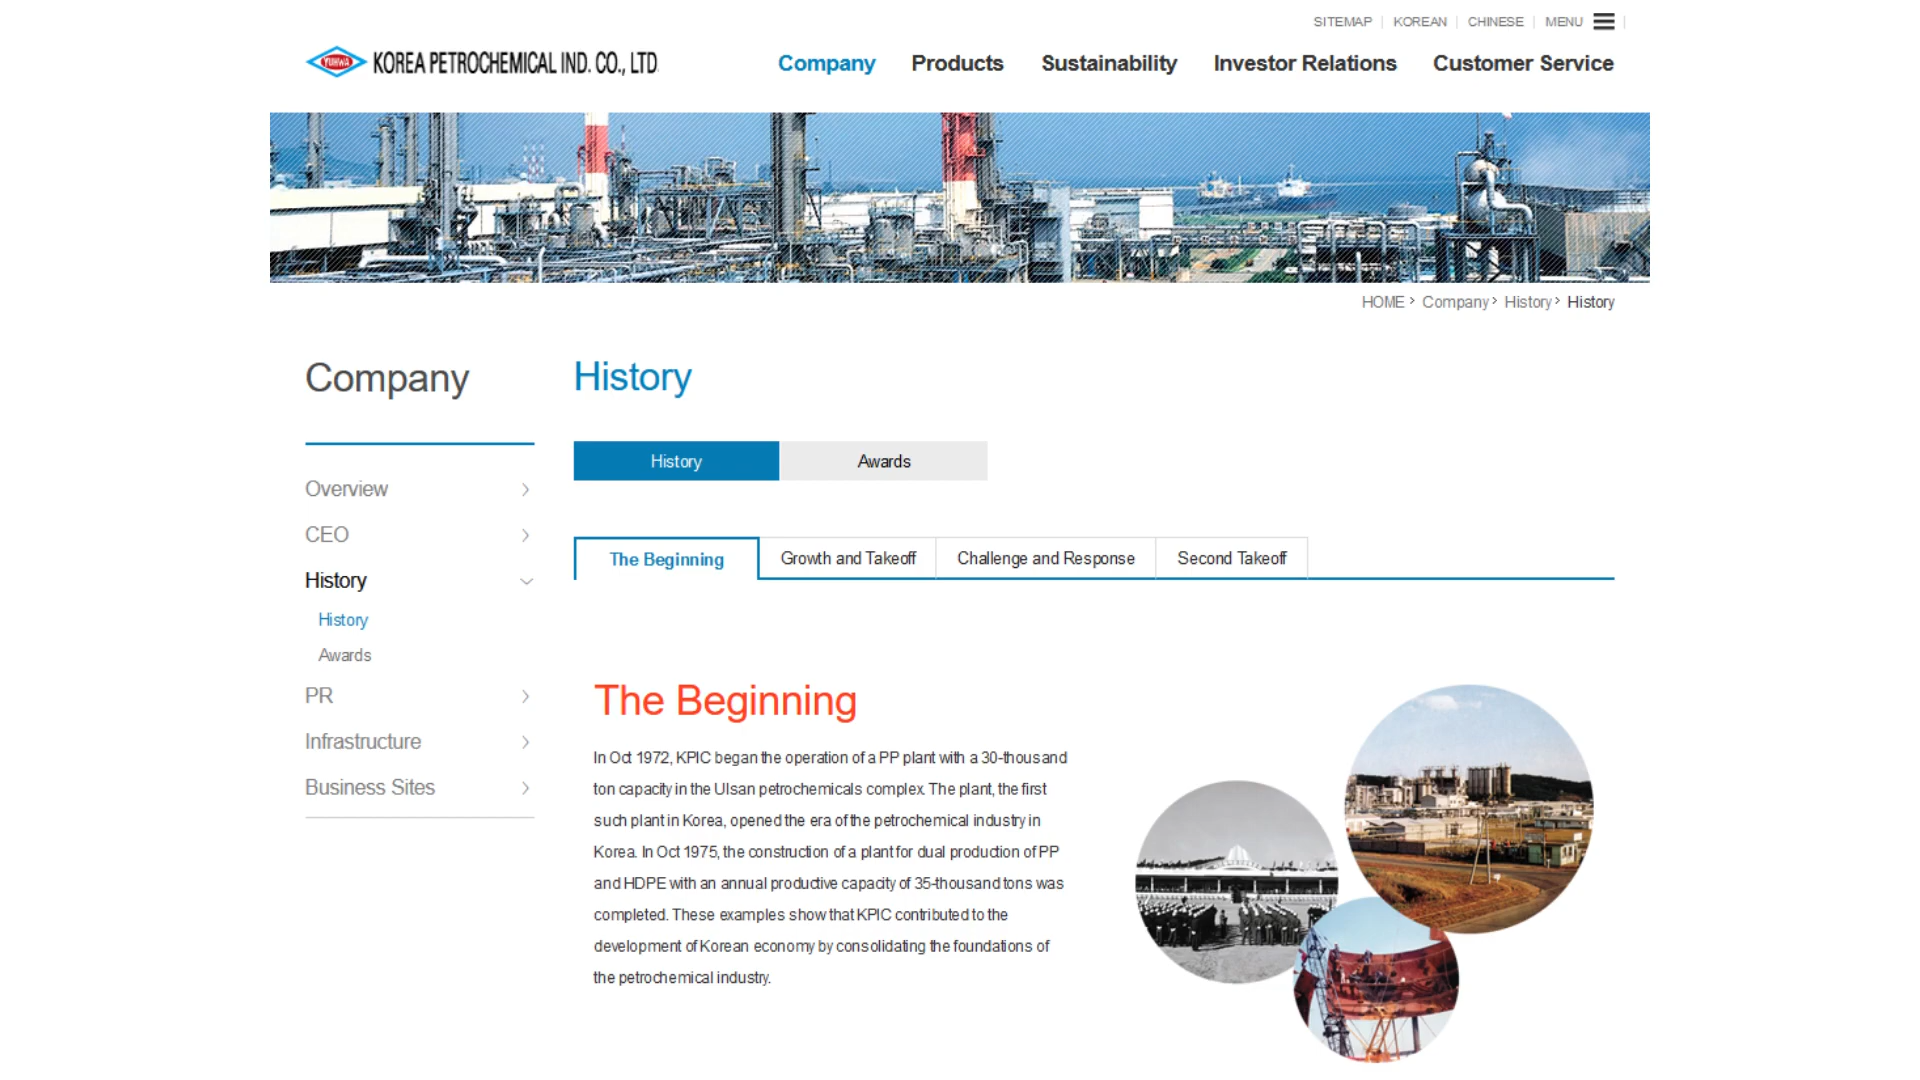 SITEMAP
KOREAN
CHINESE
MENU
YUHWA
KOREA PETROCHEMICAL IND. CO., LTD.
Company
Products
Sustainability
Investor Relations
Customer Service
HOME > Company > History > History
Company
Overview
CEO
History
History
Awards
PR
Infrastructure
Business Sites
History
History
Awards
The Beginning
Growth and Takeoff
Challenge and Response
Second Takeoff
The Beginning
In Oct 1972, KPIC began the operation of a PP plant with a 30-thousand
ton capacity in the Ulsan petrochemicals complex. The plant, the first
such plant in Korea, opened the era of the petrochemical industry in
Korea. In Oct 1975, the construction of a plant for dual production of PP
and HDPE with an annual productive capacity of 35-thousand tons was
completed. These examples show that KPIC contributed to the
development of Korean economy by consolidating the foundations of
the petrochemical industry.